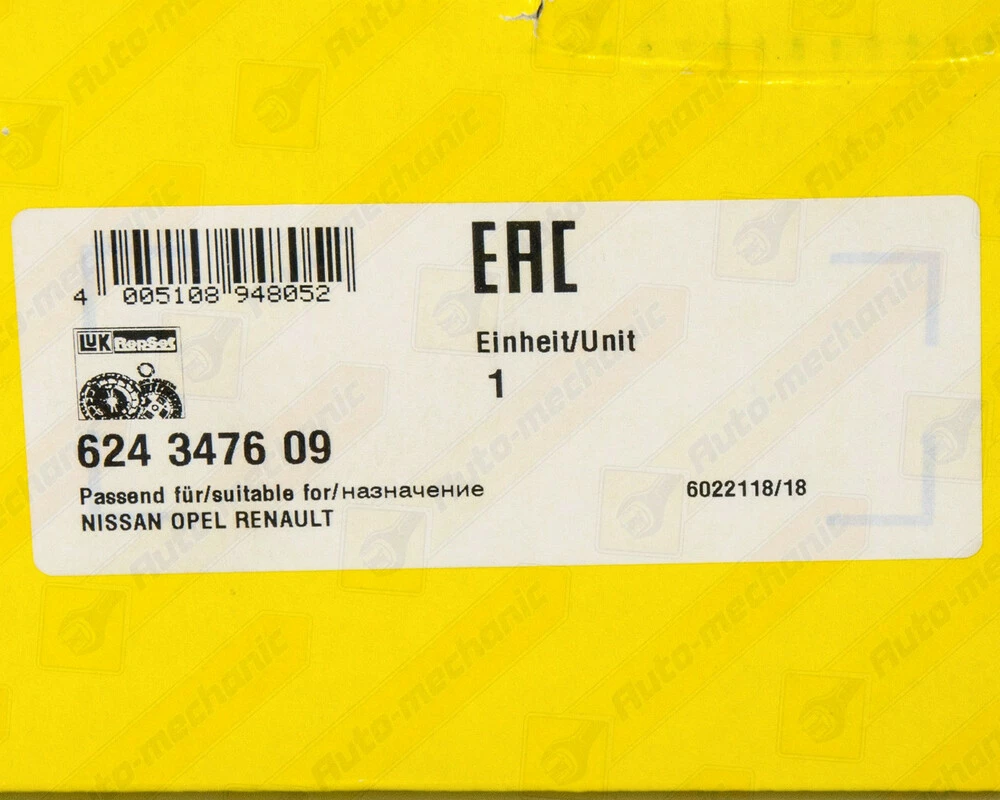 EAC
4 005108 948052
LUK RepSet
Einheit/Unit
1
624 3476 09
Passend für/suitable for/назначение
NISSAN OPEL RENAULT
6022118/18
Auto-mechanic